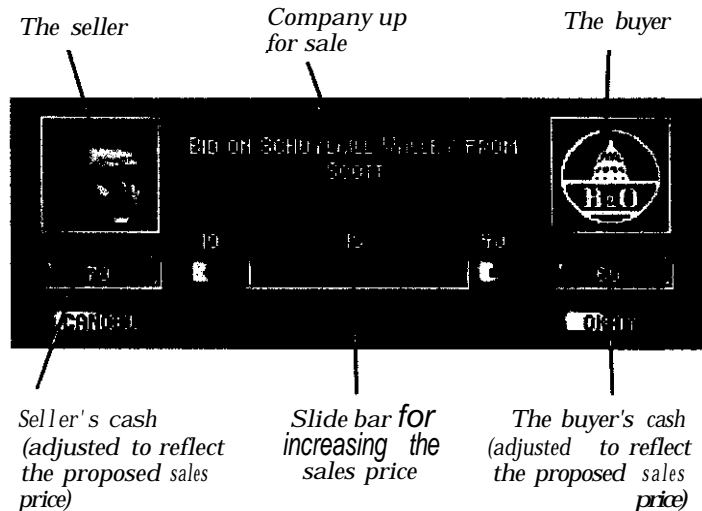 The seller
Company up
for sale
The buyer
BID ON SCHUYLKILL VALLEY FROM
SCOTT
B&O
10
40
70
CANCEL
Seller's cash
(adjusted to reflect
the proposed sales
price)
Slide bar for
increasing the
sales price
The buyer's cash
(adjusted to reflect
the proposed sales
price)